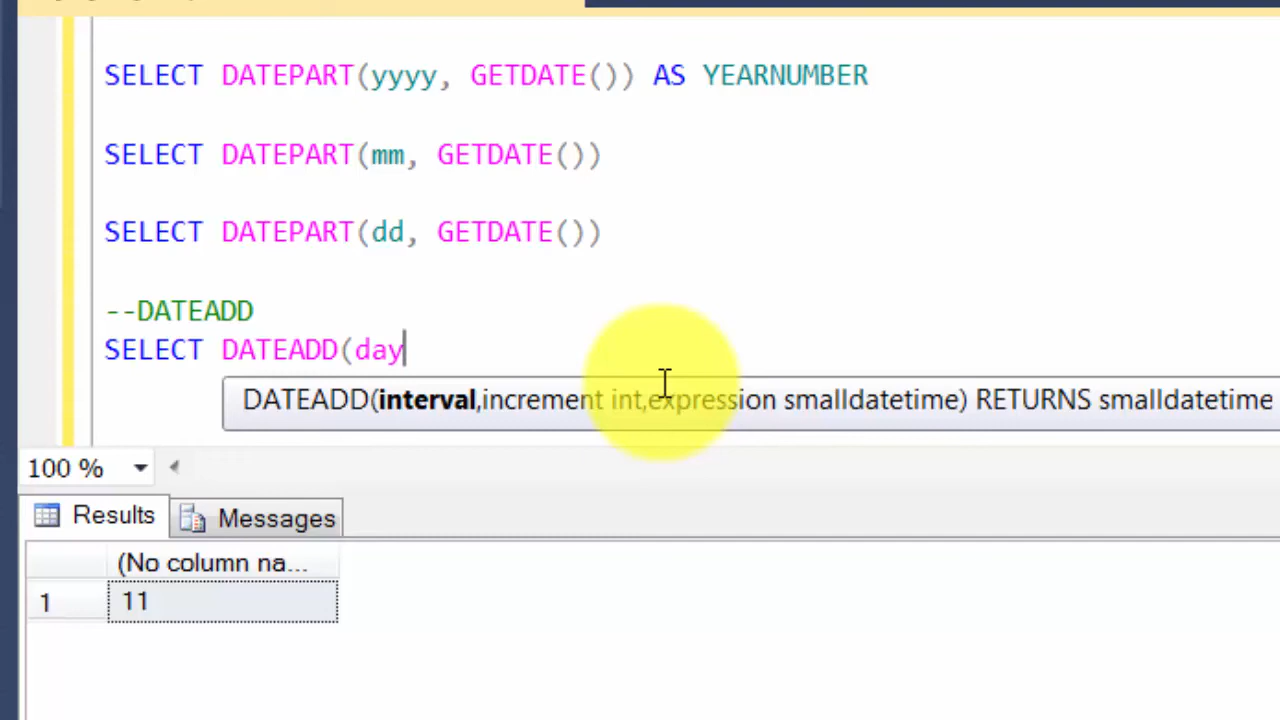 SELECT DATEPART(yyyy, GETDATE()) AS YEARNUMBER
SELECT DATEPART(mm, GETDATE())
SELECT DATEPART(dd, GETDATE())
--DATEADD
SELECT DATEADD(day
DATEADD(interval,increment int,expression smalldatetime) RETURNS smalldatetime
100 %
Results Messages
(No column na...
1 11